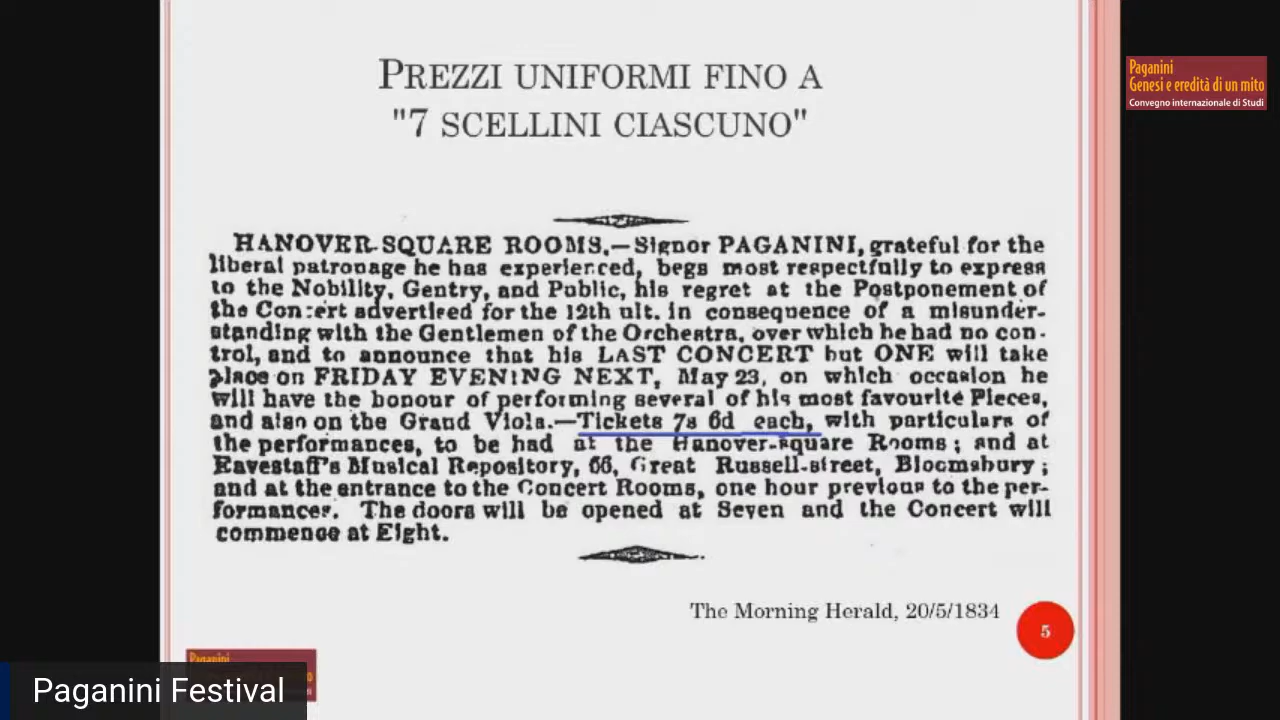 PREZZI UNIFORMI FINO A
"7 SCELLINI CIASCUNO"
Paganini
Genesi e eredità di un mito
Convegno internazionale di Studi
HANOVER-SQUARE ROOMS.—Signor PAGANINI, grateful for the
liberal patronage he has experienced, begs most respectfully to express
to the Nobility, Gentry, and Public, his regret at the Postponement of
the Concert advertised for the 12th ult. in consequence of a misunder-
standing with the Gentlemen of the Orchestra, over which he had no con-
trol, and to announce that his LAST CONCERT but ONE will take
place on FRIDAY EVENING NEXT, May 23, on which occasion he
will have the honour of performing several of his most favourite Pieces,
and also on the Grand Viola.—Tickets 7s 6d each, with particulars of
the performances, to be had at the Hanover-square Rooms; and at
Eavestaff's Musical Repository, 66, Great Russell-street, Bloomsbury;
and at the entrance to the Concert Rooms, one hour previous to the per-
formances. The doors will be opened at Seven and the Concert will
commence at Eight.
The Morning Herald, 20/5/1834
5
Paganini
Paganini Festival